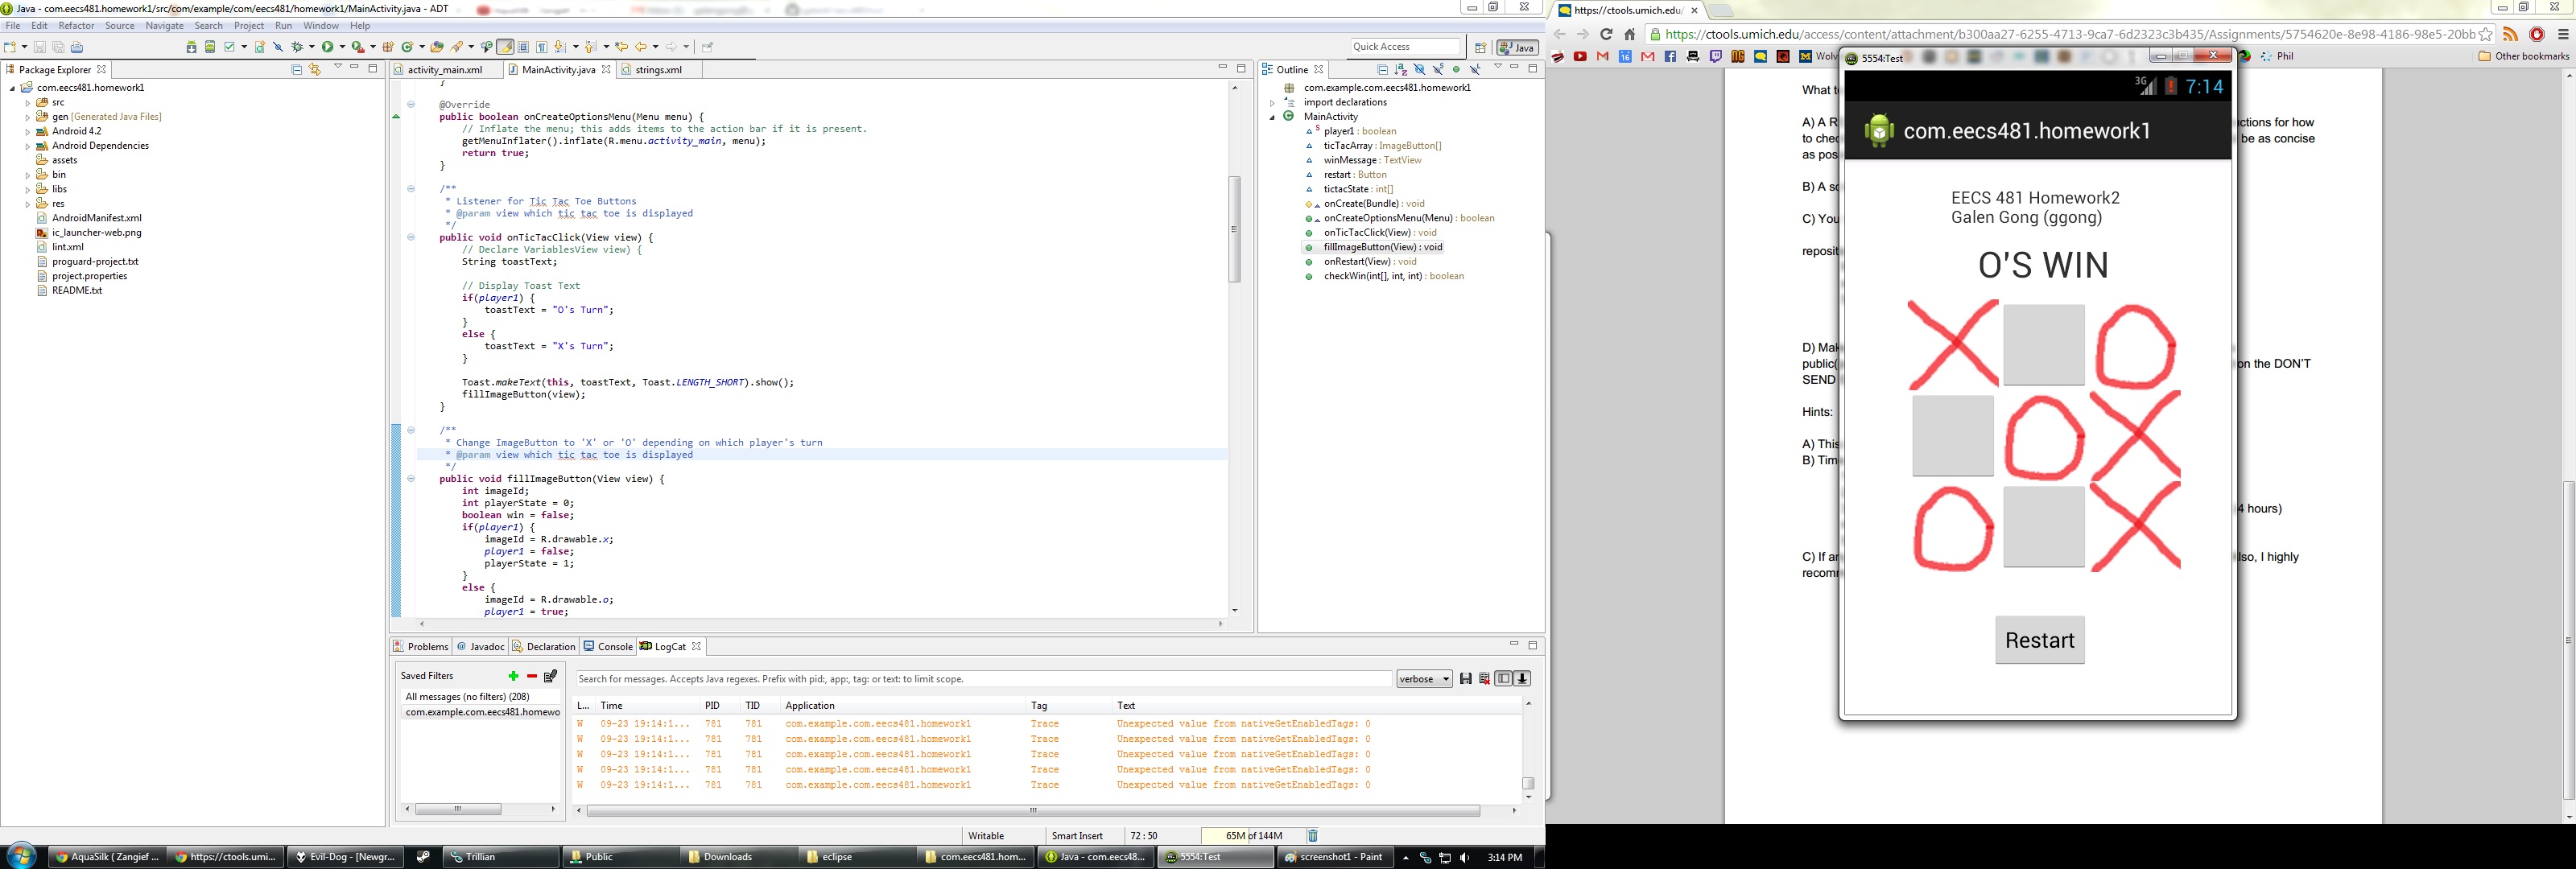 Java - com.eecs481.homework1/src/com/example/com/eecs481/homework1/MainActivity.java - ADT
File Edit Refactor Source Navigate Search Project Run Window Help
Quick Access
Java
Package Explorer
com.eecs481.homework1
src
gen [Generated Java Files]
Android 4.2
Android Dependencies
assets
bin
libs
res
AndroidManifest.xml
ic_launcher-web.png
lint.xml
proguard-project.txt
project.properties
README.txt
activity_main.xml MainActivity.java strings.xml
}
@Override
public boolean onCreateOptionsMenu(Menu menu) {
// Inflate the menu; this adds items to the action bar if it is present.
getMenuInflater().inflate(R.menu.activity_main, menu);
return true;
}
/**
* Listener for Tic Tac Toe Buttons
* @param view which tic tac toe is displayed
*/
public void onTicTacClick(View view) {
// Declare VariablesView view) {
String toastText;
// Display Toast Text
if(player1) {
toastText = "O's Turn";
}
else {
toastText = "X's Turn";
}
Toast.makeText(this, toastText, Toast.LENGTH_SHORT).show();
fillImageButton(view);
}
/**
* Change ImageButton to 'X' or 'O' depending on which player's turn
* @param view which tic tac toe is displayed
*/
public void fillImageButton(View view) {
int imageId;
int playerState = 0;
boolean win = false;
if(player1) {
imageId = R.drawable.x;
player1 = false;
playerState = 1;
}
else {
imageId = R.drawable.o;
player1 = true;
Outline
com.example.com.eecs481.homework1
import declarations
MainActivity
player1 : boolean
ticTacArray : ImageButton[]
winMessage : TextView
restart : Button
tictacState : int[]
onCreate(Bundle) : void
onCreateOptionsMenu(Menu) : boolean
onTicTacClick(View) : void
fillImageButton(View) : void
onRestart(View) : void
checkWin(int[], int, int) : boolean
Problems Javadoc Declaration Console LogCat
Saved Filters
All messages (no filters) (208)
com.example.com.eecs481.homewo
Search for messages. Accepts Java regexes. Prefix with pid:, app:, tag: or text: to limit scope.
verbose
L... Time PID TID Application Tag Text
W 09-23 19:14:1... 781 781 com.example.com.eecs481.homework1 Trace Unexpected value from nativeGetEnabledTags: 0
W 09-23 19:14:1... 781 781 com.example.com.eecs481.homework1 Trace Unexpected value from nativeGetEnabledTags: 0
W 09-23 19:14:1... 781 781 com.example.com.eecs481.homework1 Trace Unexpected value from nativeGetEnabledTags: 0
W 09-23 19:14:1... 781 781 com.example.com.eecs481.homework1 Trace Unexpected value from nativeGetEnabledTags: 0
W 09-23 19:14:1... 781 781 com.example.com.eecs481.homework1 Trace Unexpected value from nativeGetEnabledTags: 0
Writable Smart Insert 72 : 50 65M of 144M
https://ctools.umich.edu/
https://ctools.umich.edu/access/content/attachment/b300aa27-6255-4713-9ca7-6d2323c3b435/Assignments/5754620e-8e98-4186-98e5-20bb
Wolv
Phil
Other bookmarks
What t
A) A R
ctions for how
to chec
be as concise
as pos
B) A sc
C) You
reposit
D) Mak
public(
on the DON'T
SEND
Hints:
A) This
B) Tim
4 hours)
C) If ar
lso, I highly
recomm
5554:Test
3G 7:14
com.eecs481.homework1
EECS 481 Homework2
Galen Gong (ggong)
O'S WIN
Restart
AquaSilk ( Zangief ... https://ctools.umi... Evil-Dog - [Newgr... Trillian Public Downloads eclipse com.eecs481.hom... Java - com.eecs48... 5554:Test screenshot1 - Paint 3:14 PM